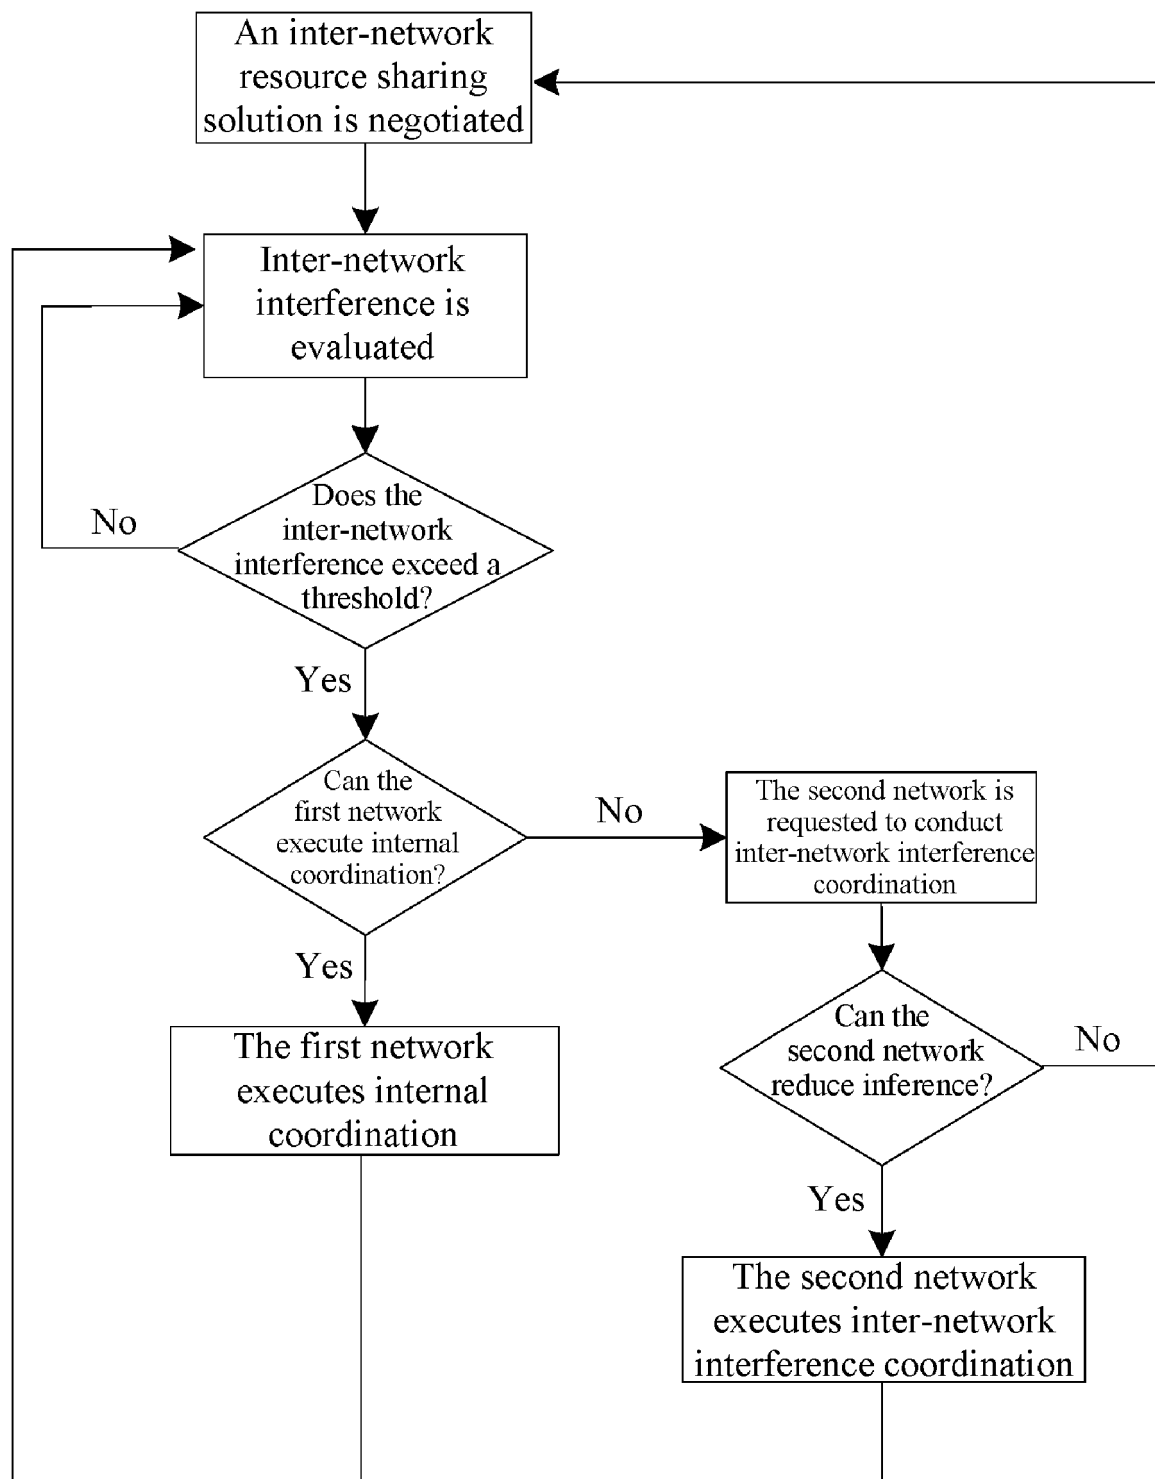 An inter-network
resource sharing
solution is negotiated
Inter-network
interference is
evaluated
Does the
inter-network
interference exceed a
threshold?
No
Yes
Can the
first network
execute internal
coordination?
No
The second network is
requested to conduct
inter-network interference
coordination
Yes
The first network
executes internal
coordination
Can the
second network
reduce inference?
No
Yes
The second network
executes inter-network
interference coordination